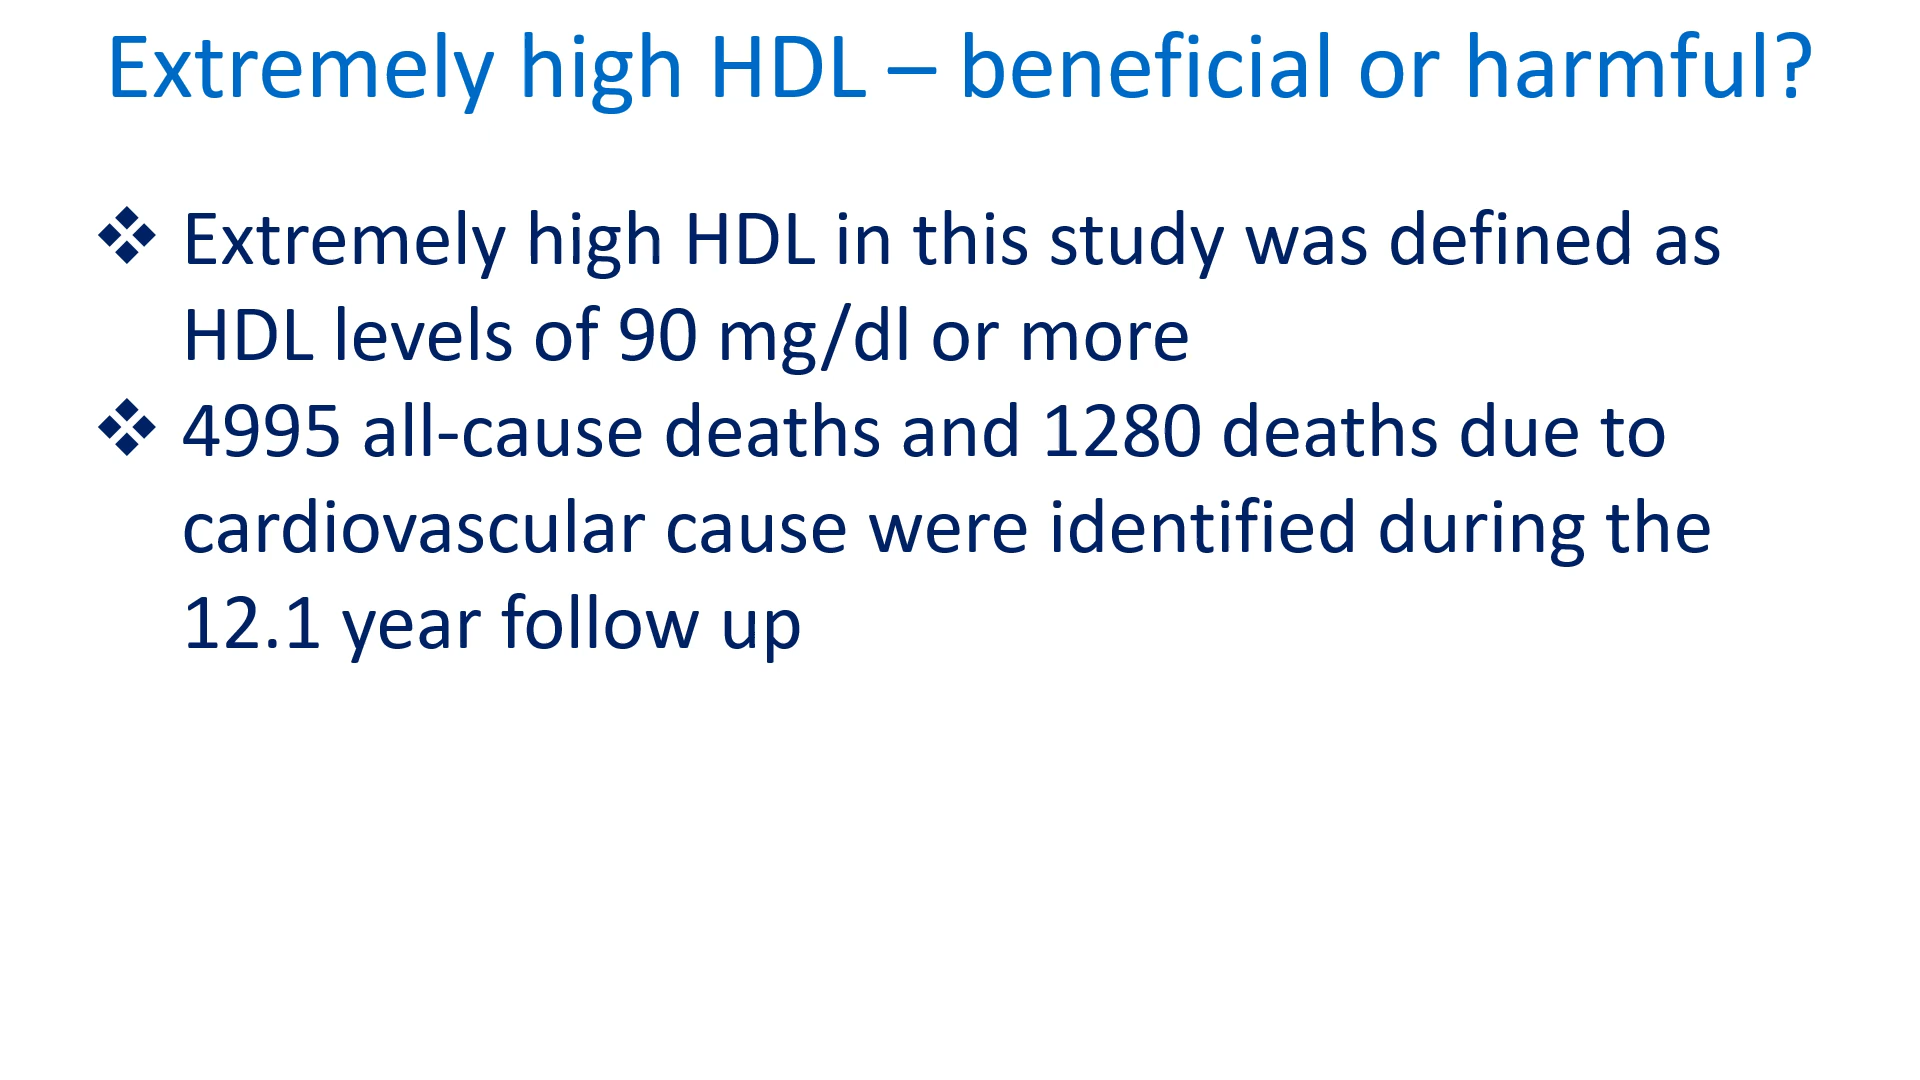 Extremely high HDL – beneficial or harmful?
❖ Extremely high HDL in this study was defined as
HDL levels of 90 mg/dl or more
❖ 4995 all-cause deaths and 1280 deaths due to
cardiovascular cause were identified during the
12.1 year follow up